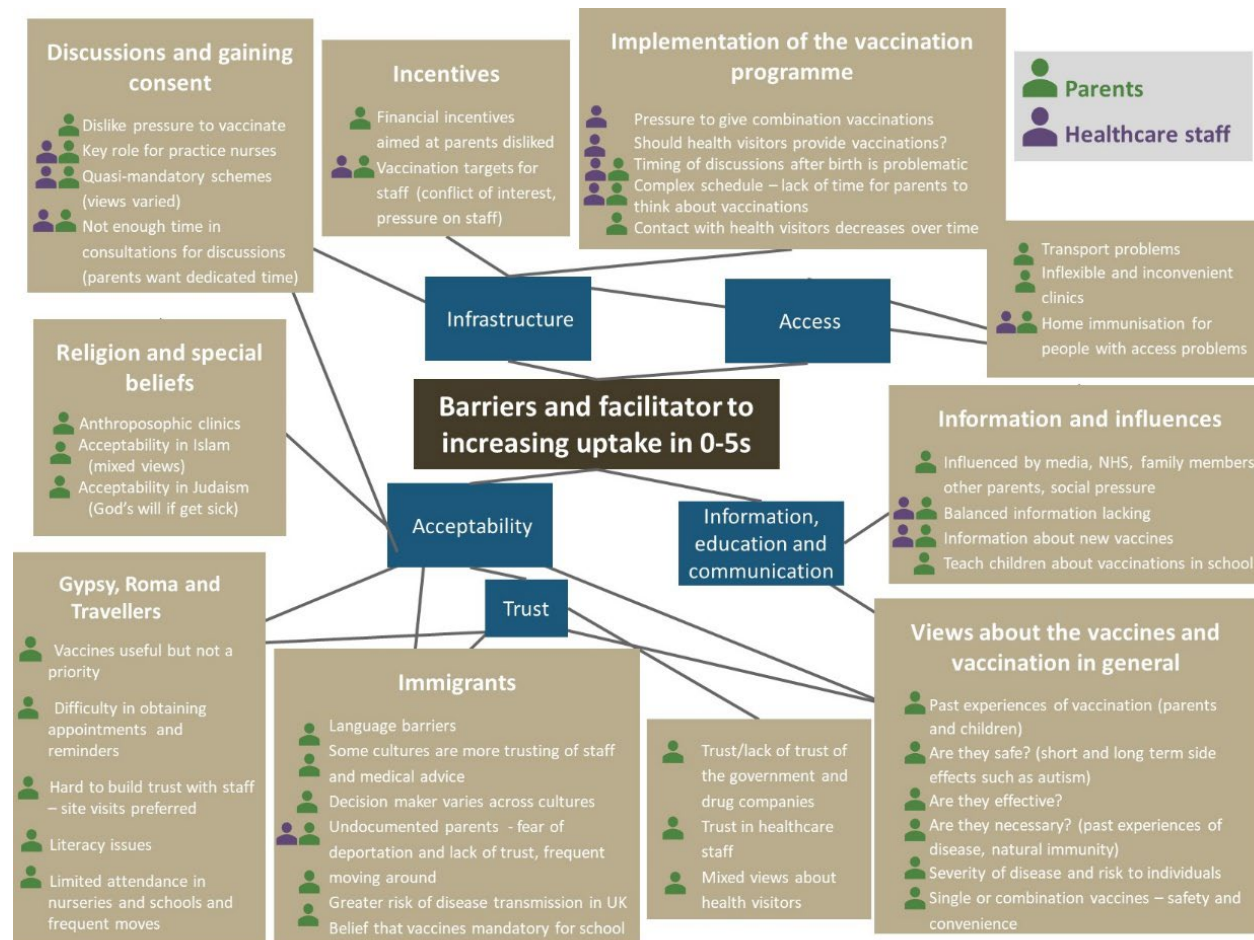 Discussions and gaining
consent
Dislike pressure to vaccinate
Key role for practice nurses
Quasi-mandatory schemes
(views varied)
Not enough time in
consultations for discussions
(parents want dedicated time)
Incentives
Financial incentives
aimed at parents disliked
Vaccination targets for
staff (conflict of interest,
pressure on staff)
Implementation of the vaccination
programme
Pressure to give combination vaccinations
Should health visitors provide vaccinations?
Timing of discussions after birth is problematic
Complex schedule – lack of time for parents to
think about vaccinations
Contact with health visitors decreases over time
Parents
Healthcare staff
Transport problems
Inflexible and inconvenient
clinics
Home immunisation for
people with access problems
Infrastructure
Access
Religion and special
beliefs
Anthroposophic clinics
Acceptability in Islam
(mixed views)
Acceptability in Judaism
(God's will if get sick)
Barriers and facilitator to
increasing uptake in 0-5s
Information and influences
Influenced by media, NHS, family members
other parents, social pressure
Balanced information lacking
Information about new vaccines
Teach children about vaccinations in school
Acceptability
Information,
education and
communication
Trust
Gypsy, Roma and
Travellers
Vaccines useful but not a
priority
Difficulty in obtaining
appointments and
reminders
Hard to build trust with staff
– site visits preferred
Literacy issues
Limited attendance in
nurseries and schools and
frequent moves
Immigrants
Language barriers
Some cultures are more trusting of staff
and medical advice
Decision maker varies across cultures
Undocumented parents - fear of
deportation and lack of trust, frequent
moving around
Greater risk of disease transmission in UK
Belief that vaccines mandatory for school
Trust/lack of trust of
the government and
drug companies
Trust in healthcare
staff
Mixed views about
health visitors
Views about the vaccines and
vaccination in general
Past experiences of vaccination (parents
and children)
Are they safe? (short and long term side
effects such as autism)
Are they effective?
Are they necessary? (past experiences of
disease, natural immunity)
Severity of disease and risk to individuals
Single or combination vaccines – safety and
convenience